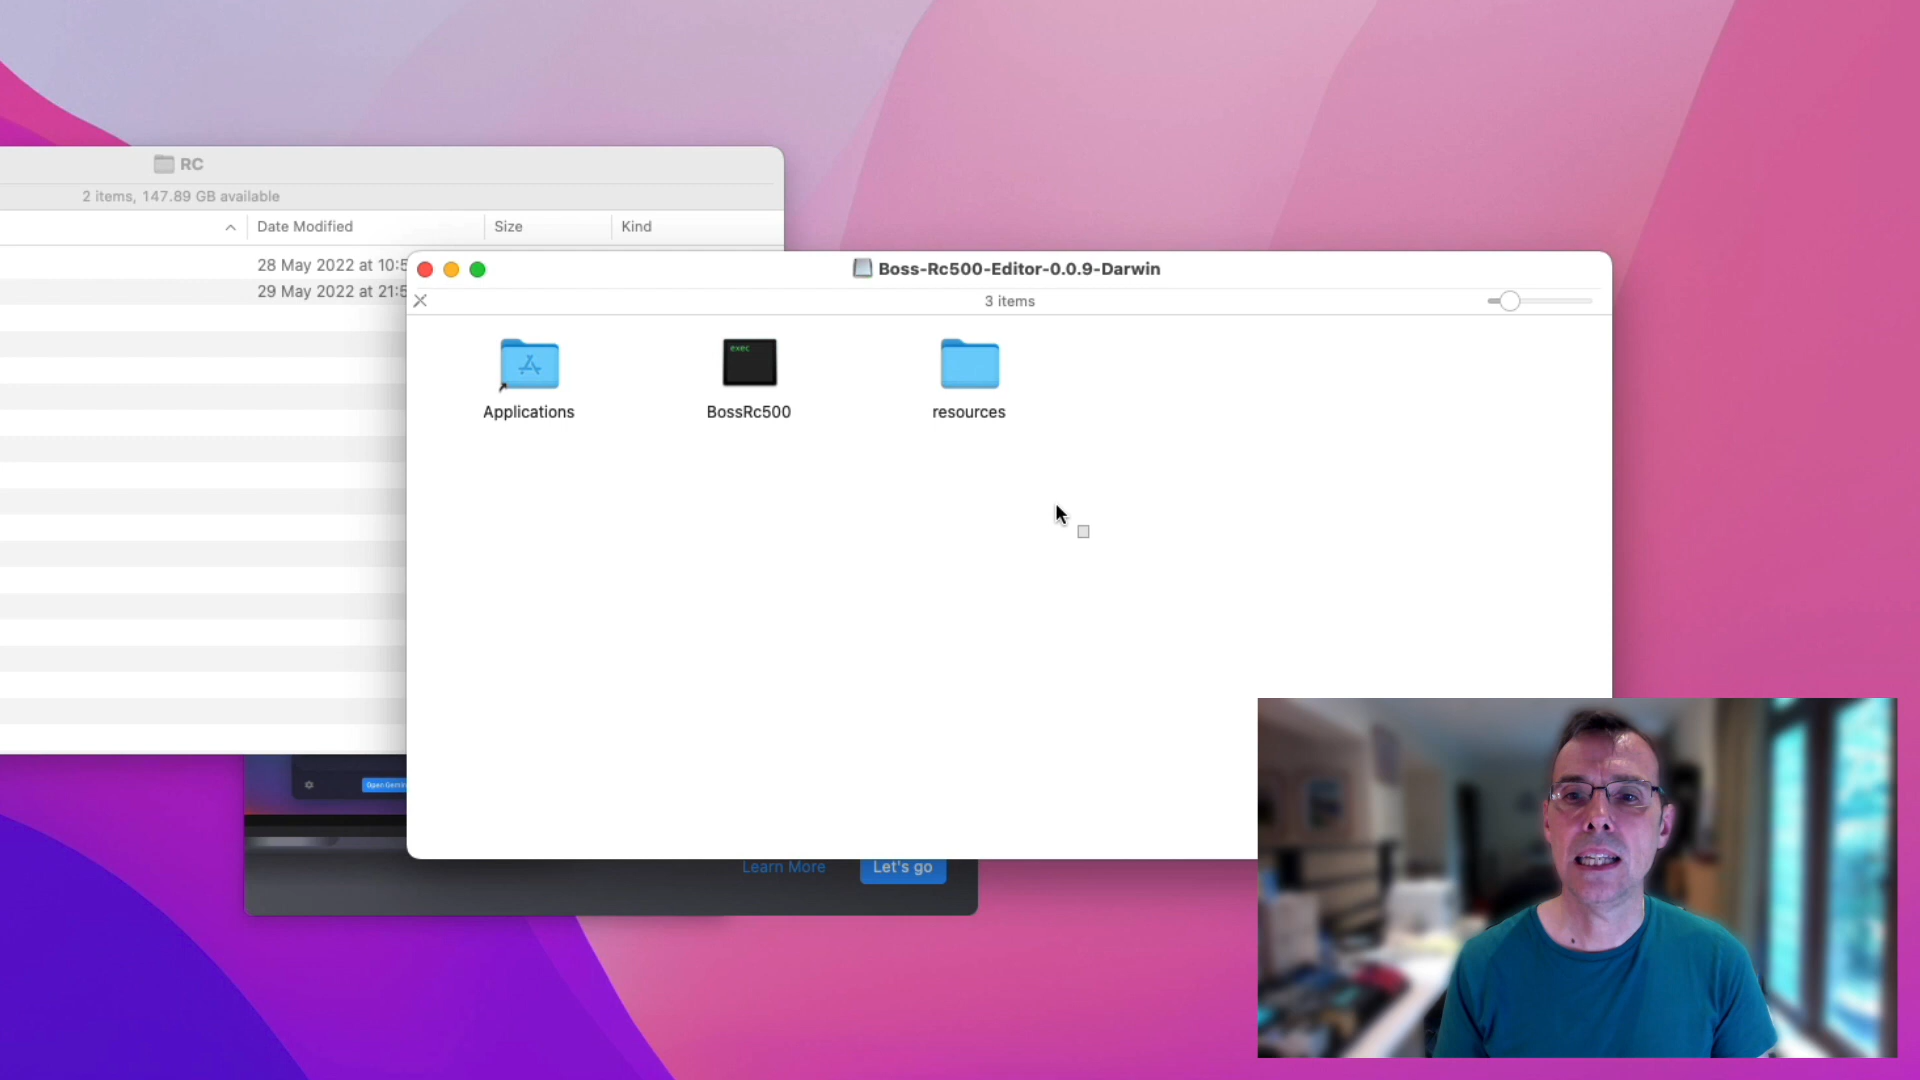 RC
2 items, 147.89 GB available
Date Modified
Size
Kind
28 May 2022 at 10:5
29 May 2022 at 21:5
Boss-Rc500-Editor-0.0.9-Darwin
3 items
exec
Applications
BossRc500
resources
Open Gemin
Learn More
Let's go